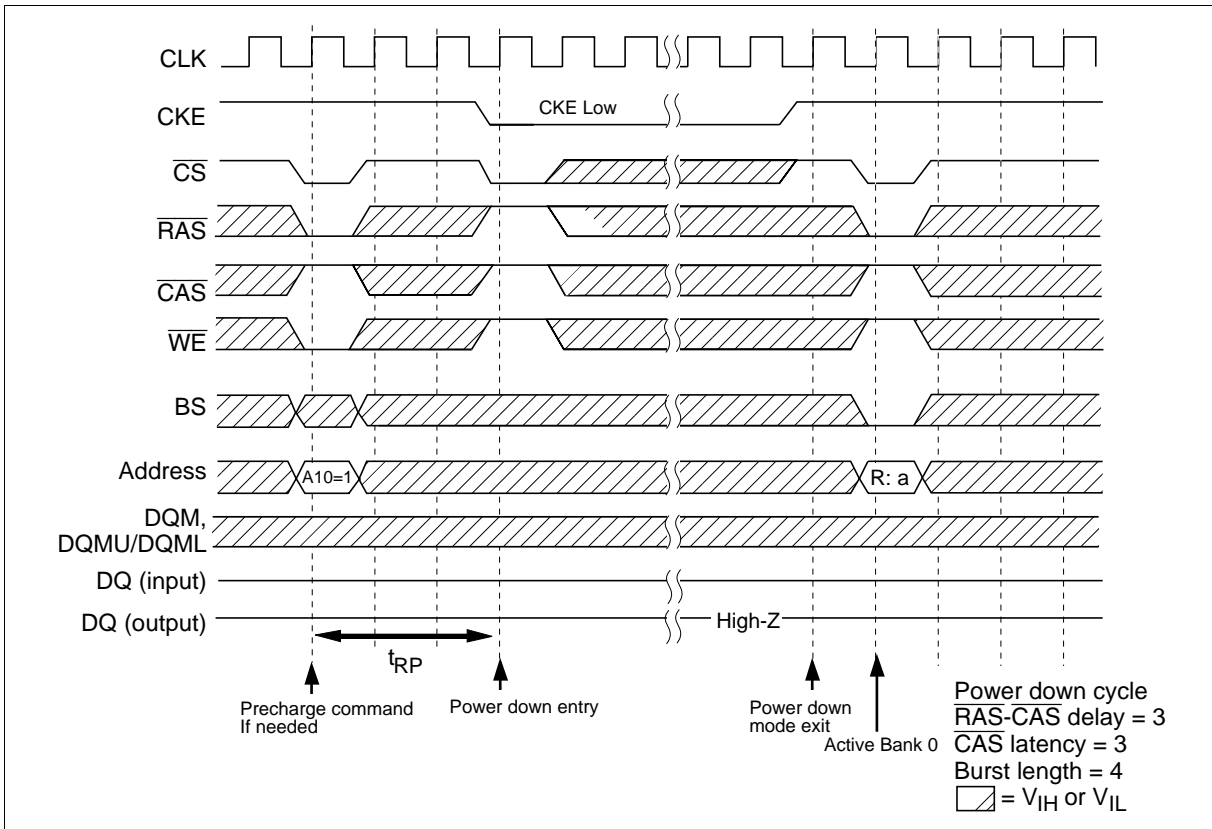 CLK
CKE
CKE Low
CS
RAS
CAS
WE
BS
Address
A10=1
R: a
DQM,
DQMU/DQML
DQ (input)
DQ (output)
High-Z
tRP
Precharge command
If needed
Power down entry
Power down
mode exit
Active Bank 0
Power down cycle
RAS-CAS delay = 3
CAS latency = 3
Burst length = 4
= VIH or VIL